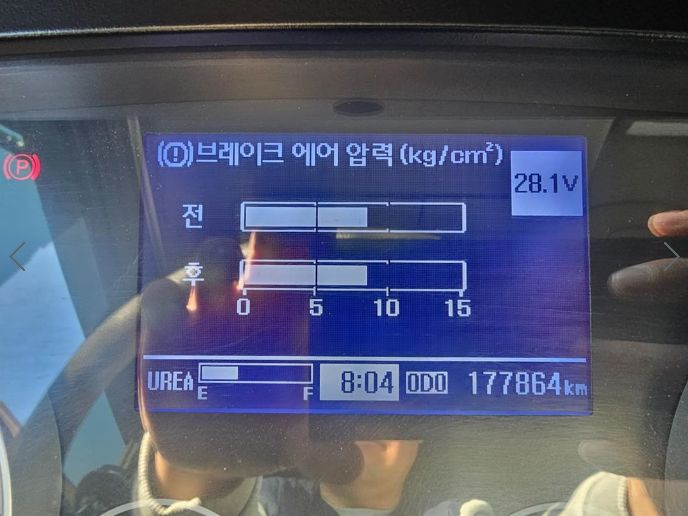 (P)
(!)브레이크 에어 압력 (kg/cm²)
28.1V
전
후
0 5 10 15
UREA E F 8:04 ODO 177864km